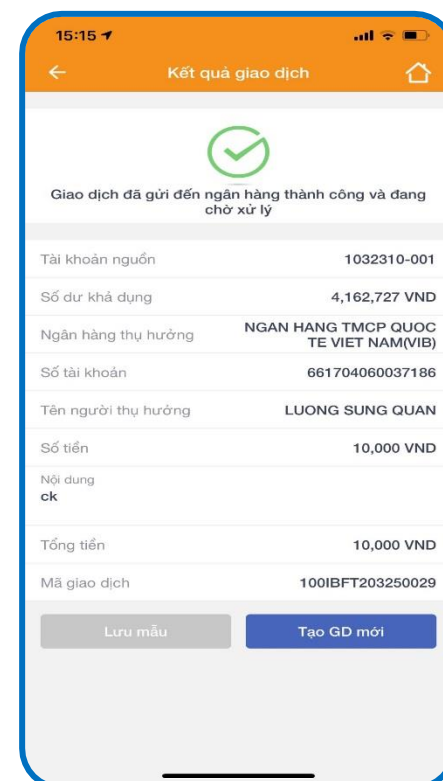 15:15
Kết quả giao dịch
Giao dịch đã gửi đến ngân hàng thành công và đang
chờ xử lý
Tài khoản nguồn 1032310-001
Số dư khả dụng 4,162,727 VND
Ngân hàng thụ hưởng NGAN HANG TMCP QUOC
TE VIET NAM(VIB)
Số tài khoản 661704060037186
Tên người thụ hưởng LUONG SUNG QUAN
Số tiền 10,000 VND
Nội dung
ck
Tổng tiền 10,000 VND
Mã giao dịch 100IBFT203250029
Lưu mẫu Tạo GD mới